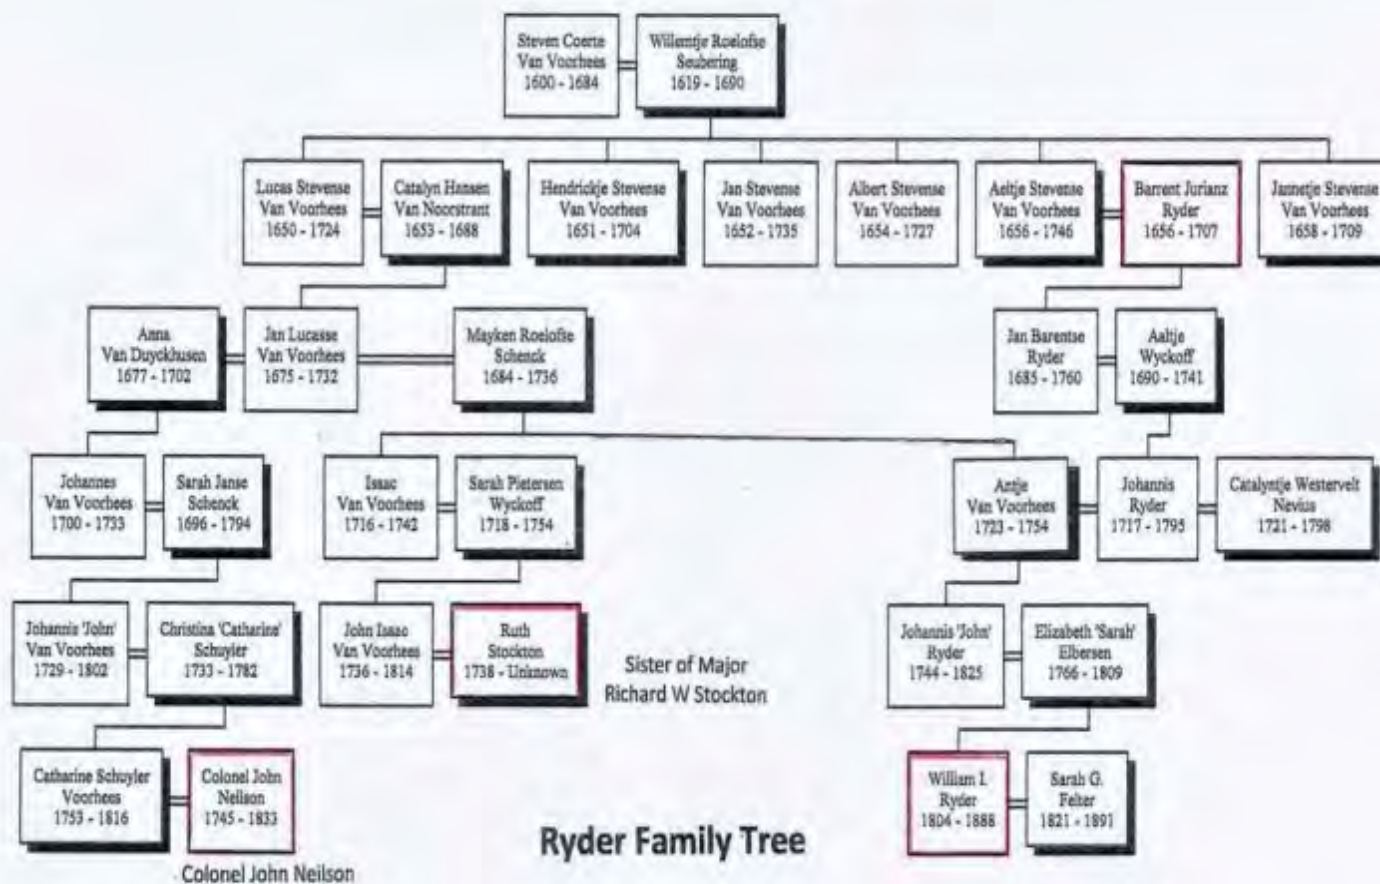 Steven Coerte
Van Voorhees
1600 - 1684
Willemtje Roelofse
Seubering
1619 - 1690
Lucas Stevense
Van Voorhees
1650 - 1724
Catalyn Hansen
Van Noorstrant
1653 - 1688
Hendrickje Stevense
Van Voorhees
1651 - 1704
Jan Stevense
Van Voorhees
1652 - 1735
Albert Stevense
Van Voorhees
1654 - 1727
Aeltje Stevense
Van Voorhees
1656 - 1746
Barrent Jurianz
Ryder
1656 - 1707
Jannetje Stevense
Van Voorhees
1658 - 1709
Anna
Van Duyckhusen
1677 - 1702
Jan Lucasse
Van Voorhees
1675 - 1732
Mayken Roelofse
Schenck
1684 - 1736
Jan Barentse
Ryder
1685 - 1760
Aaltje
Wyckoff
1690 - 1741
Johannes
Van Voorhees
1700 - 1733
Sarah Janse
Schenck
1696 - 1794
Isaac
Van Voorhees
1716 - 1742
Sarah Pietersen
Wyckoff
1718 - 1754
Antje
Van Voorhees
1723 - 1754
Johannis
Ryder
1717 - 1795
Catalyntje Westervelt
Nevius
1721 - 1798
Johannis 'John'
Van Voorhees
1729 - 1802
Christina 'Catharine'
Schuyler
1733 - 1782
John Isaac
Van Voorhees
1736 - 1814
Ruth
Stockton
1738 - Unknown
Sister of Major
Richard W Stockton
Johannis 'John'
Ryder
1744 - 1825
Elizabeth 'Sarah'
Elbersen
1766 - 1809
Catharine Schuyler
Voorhees
1753 - 1816
Colonel John
Neilson
1745 - 1833
William I.
Ryder
1804 - 1888
Sarah G.
Felter
1821 - 1891
Ryder Family Tree
Colonel John Neilson